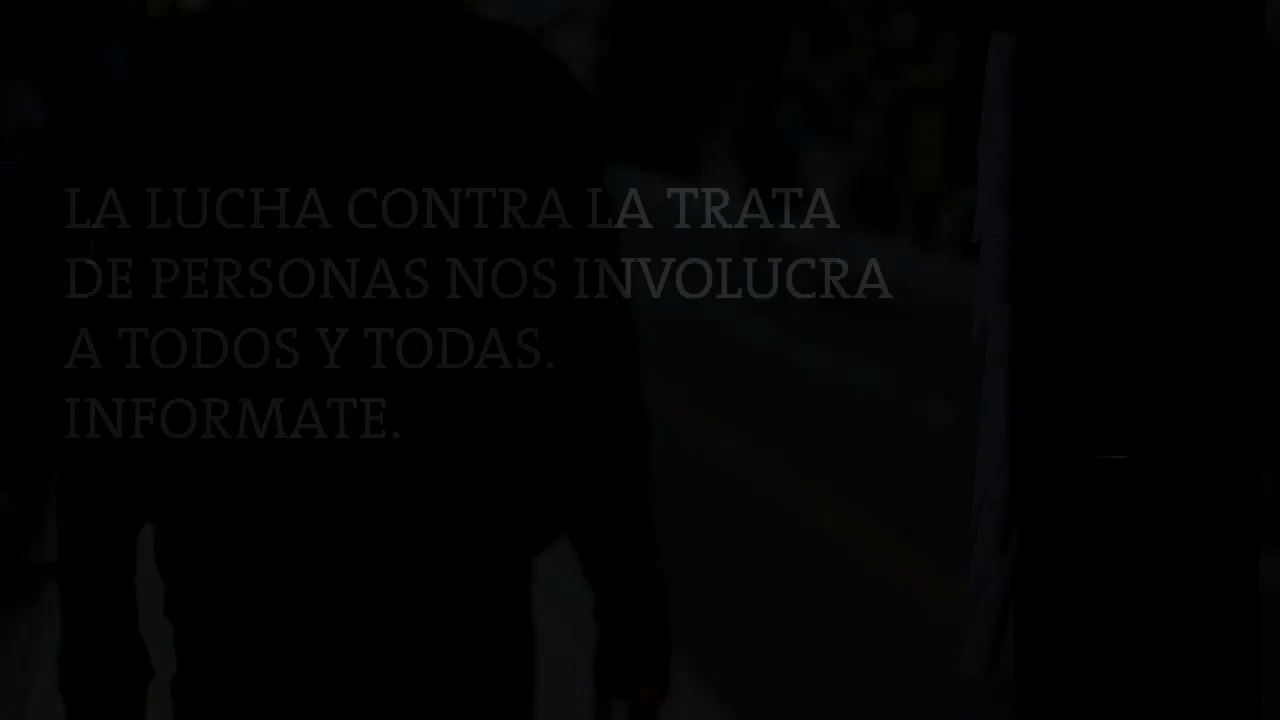 LA LUCHA CONTRA LA TRATA
DE PERSONAS NOS INVOLUCRA
A TODOS Y TODAS.
INFORMATE.